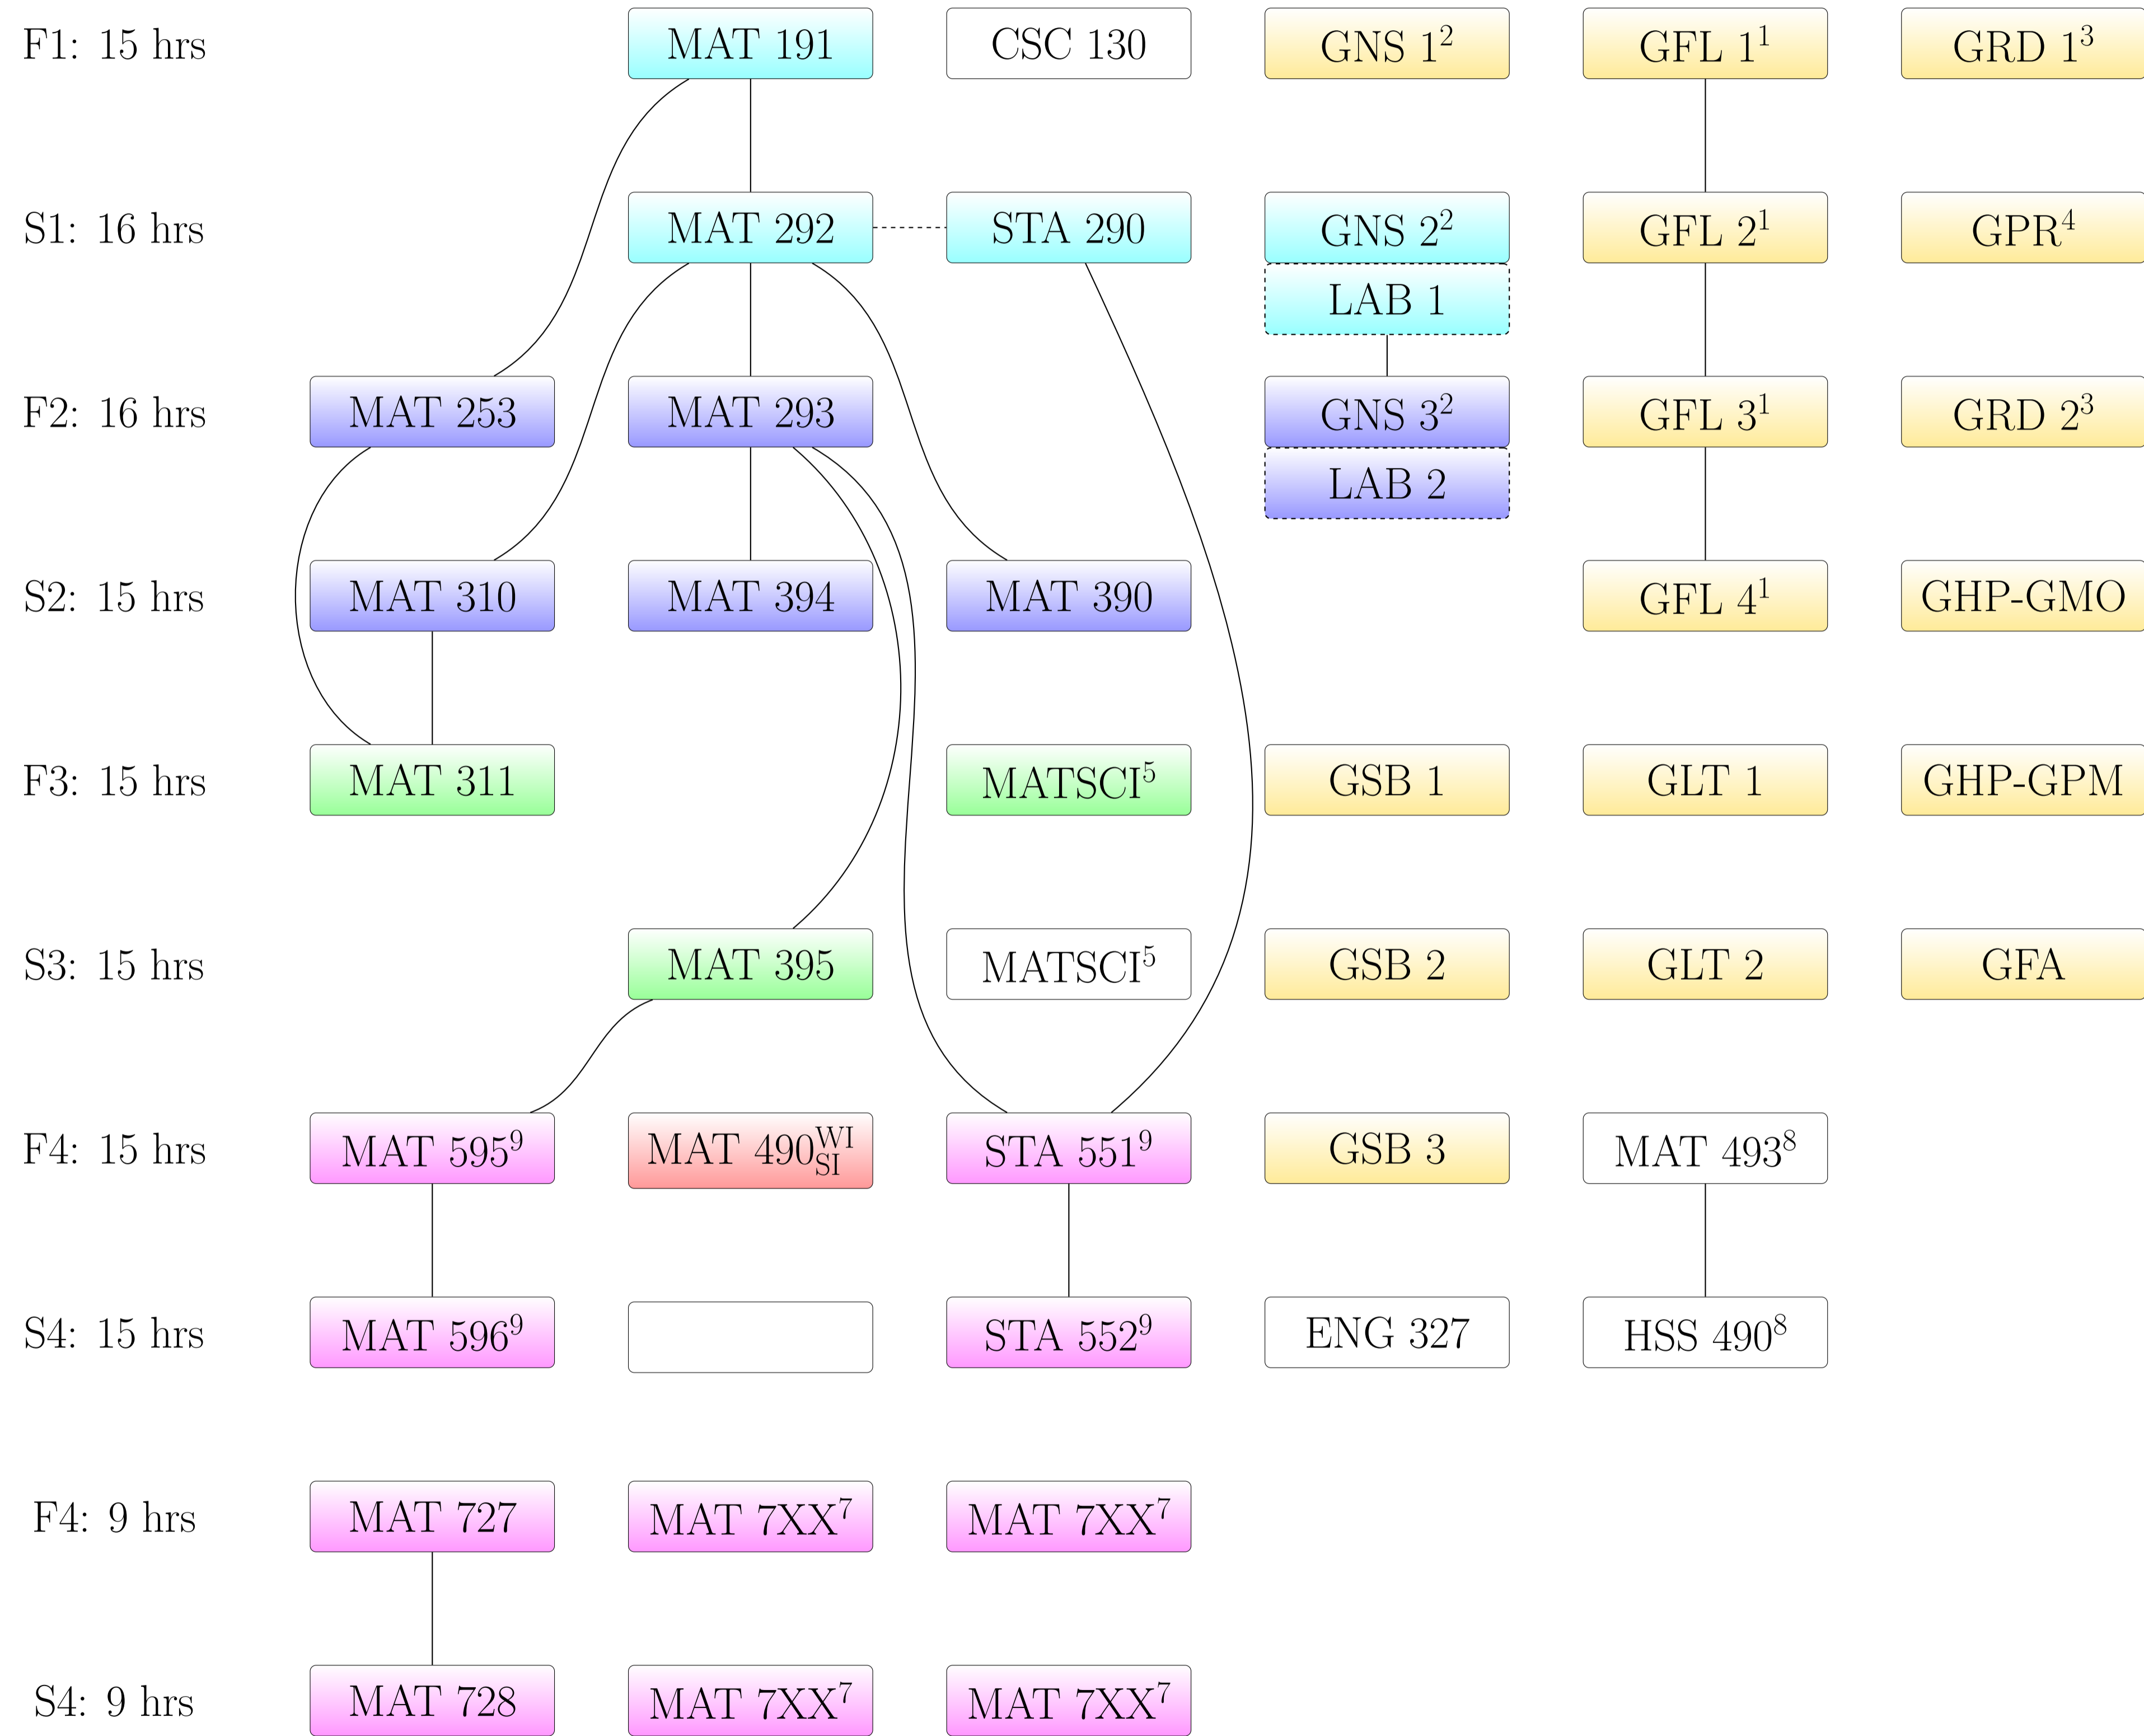 F1: 15 hrs MAT 191 CSC 130 GNS 1² GFL 1¹ GRD 1³
S1: 16 hrs MAT 292 STA 290 GNS 2² GFL 2¹ GPR⁴
LAB 1
F2: 16 hrs MAT 253 MAT 293 GNS 3² GFL 3¹ GRD 2³
LAB 2
S2: 15 hrs MAT 310 MAT 394 MAT 390 GFL 4¹ GHP-GMO
F3: 15 hrs MAT 311 MATSCI⁵ GSB 1 GLT 1 GHP-GPM
S3: 15 hrs MAT 395 MATSCI⁵ GSB 2 GLT 2 GFA
F4: 15 hrs MAT 595⁹ MAT 490 WI SI STA 551⁹ GSB 3 MAT 493⁸
S4: 15 hrs MAT 596⁹ STA 552⁹ ENG 327 HSS 490⁸
F4: 9 hrs MAT 727 MAT 7XX⁷ MAT 7XX⁷
S4: 9 hrs MAT 728 MAT 7XX⁷ MAT 7XX⁷